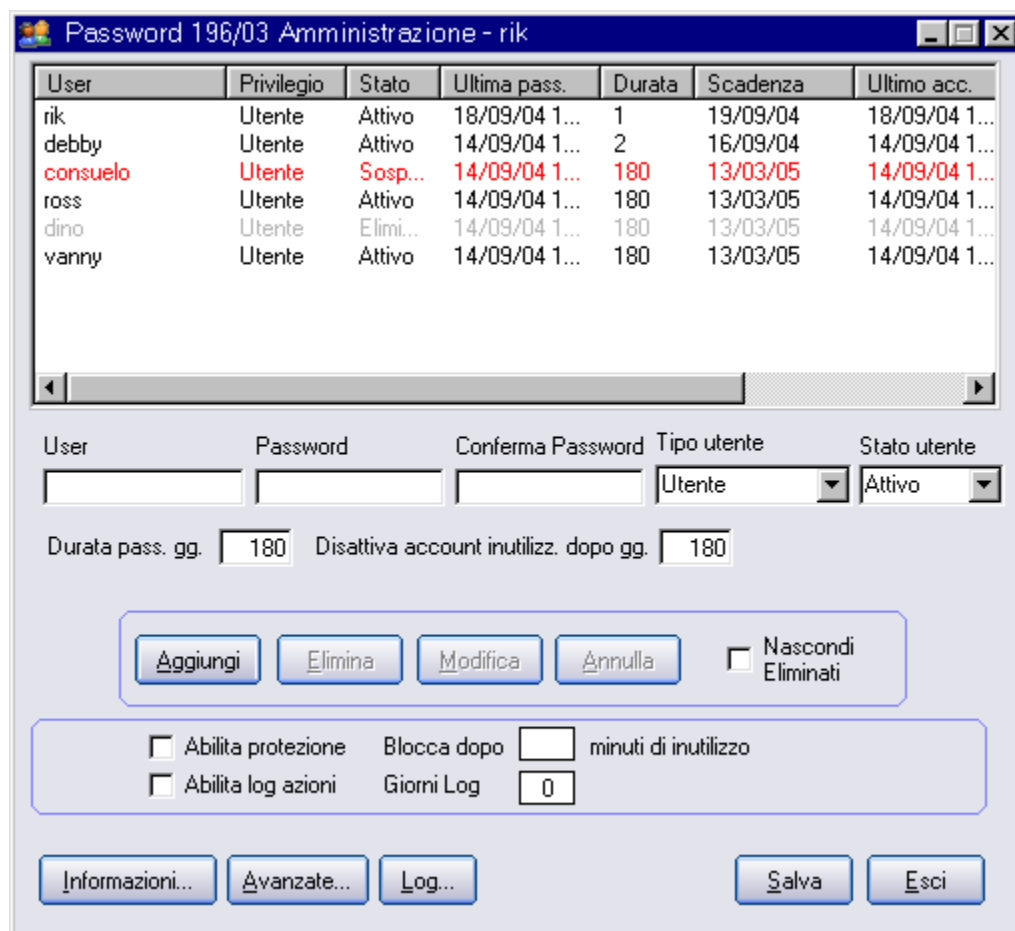 Password 196/03 Amministrazione - rik
User Privilegio Stato Ultima pass. Durata Scadenza Ultimo acc.
rik Utente Attivo 18/09/04 1... 1 19/09/04 18/09/04 1...
debby Utente Attivo 14/09/04 1... 2 16/09/04 14/09/04 1...
consuelo Utente Sosp... 14/09/04 1... 180 13/03/05 14/09/04 1...
ross Utente Attivo 14/09/04 1... 180 13/03/05 14/09/04 1...
dino Utente Elimi... 14/09/04 1... 180 13/03/05 14/09/04 1...
vanny Utente Attivo 14/09/04 1... 180 13/03/05 14/09/04 1...
User Password Conferma Password Tipo utente Stato utente
Utente Attivo
Durata pass. gg. 180 Disattiva account inutilizz. dopo gg. 180
Aggiungi Elimina Modifica Annulla Nascondi
Eliminati
Abilita protezione Blocca dopo minuti di inutilizzo
Abilita log azioni Giorni Log 0
Informazioni... Avanzate... Log... Salva Esci